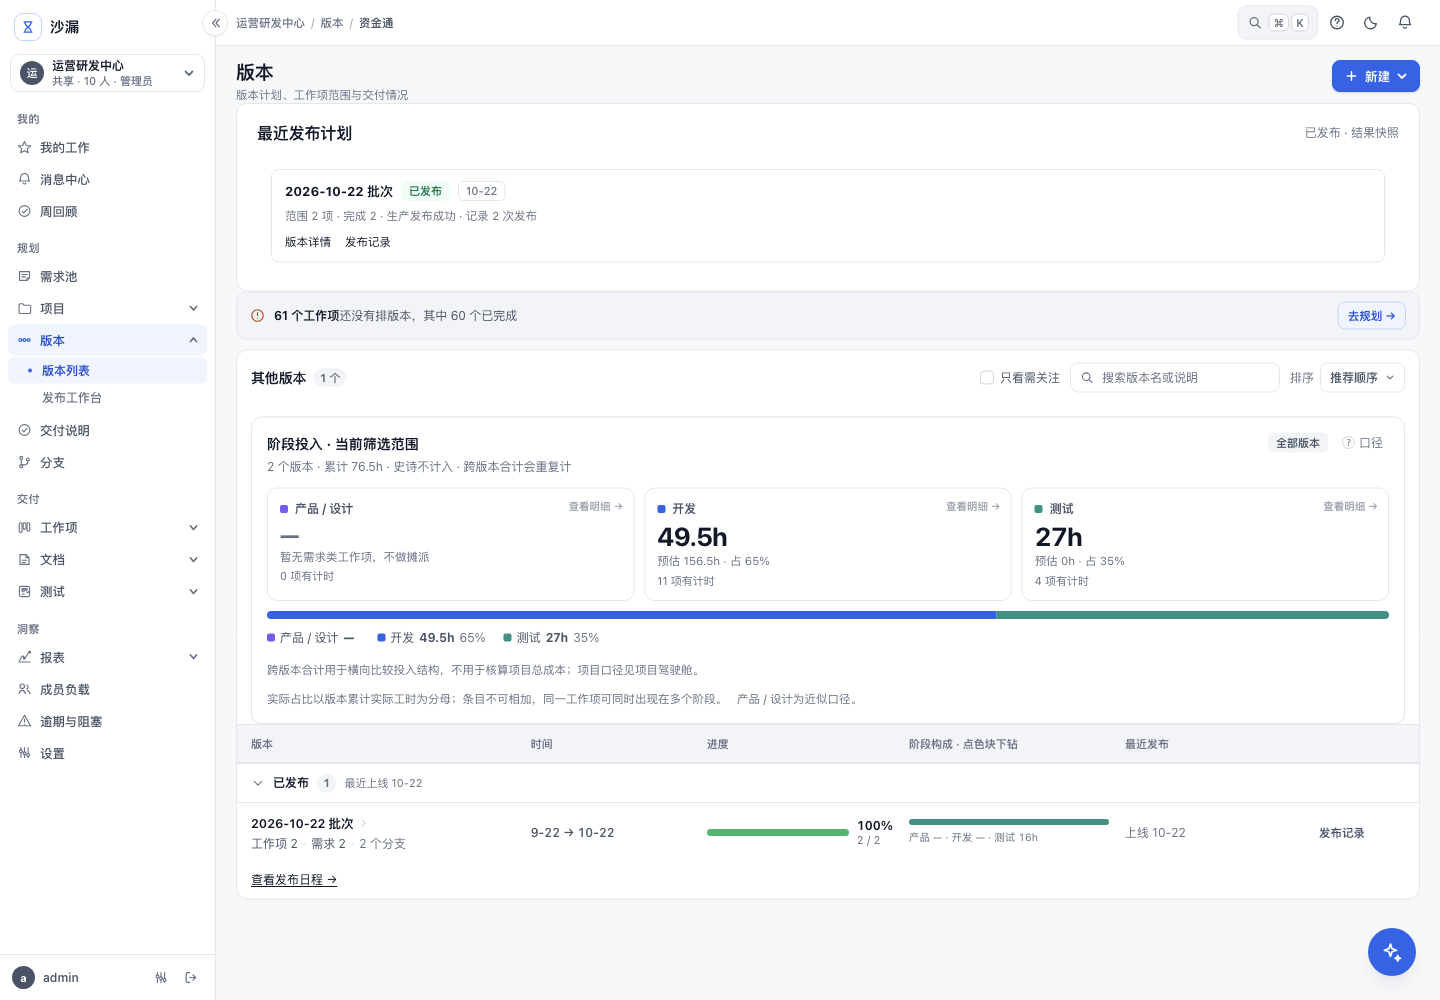 沙漏
运
运营研发中心
共享 · 10 人 · 管理员
我的
我的工作
消息中心
周回顾
规划
需求池
项目
版本
版本列表
发布工作台
交付说明
分支
交付
工作项
文档
测试
洞察
报表
成员负载
逾期与阻塞
设置
a admin
运营研发中心 / 版本 / 资金通
⌘ K
版本
版本计划、工作项范围与交付情况
新建
最近发布计划
已发布 · 结果快照
2026-10-22 批次 已发布 10-22
范围 2 项 · 完成 2 · 生产发布成功 · 记录 2 次发布
版本详情 发布记录
61 个工作项还没有排版本，其中 60 个已完成
去规划 →
其他版本 1 个
只看需关注
搜索版本名或说明
排序 推荐顺序
阶段投入 · 当前筛选范围
全部版本 ? 口径
2 个版本 · 累计 76.5h · 史诗不计入 · 跨版本合计会重复计
产品 / 设计 查看明细 →
—
暂无需求类工作项，不做摊派
0 项有计时
开发 查看明细 →
49.5h
预估 156.5h · 占 65%
11 项有计时
测试 查看明细 →
27h
预估 0h · 占 35%
4 项有计时
产品 / 设计 — 开发 49.5h 65% 测试 27h 35%
跨版本合计用于横向比较投入结构，不用于核算项目总成本；项目口径见项目驾驶舱。
实际占比以版本累计实际工时为分母；条目不可相加，同一工作项可同时出现在多个阶段。 产品 / 设计为近似口径。
版本 时间 进度 阶段构成 · 点色块下钻 最近发布
已发布 1 最近上线 10-22
2026-10-22 批次
工作项 2 · 需求 2 · 2 个分支
9-22 → 10-22
100%
2 / 2
产品 — · 开发 — · 测试 16h
上线 10-22
发布记录
查看发布日程 →